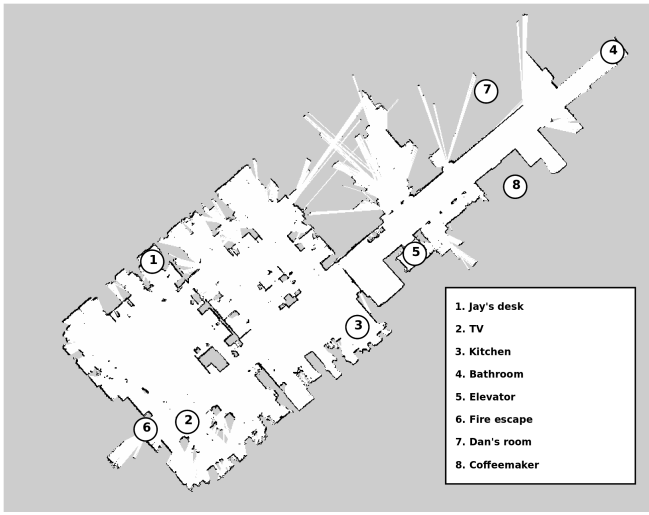 4
7
8
5
1
3
2
6
1. Jay's desk
2. TV
3. Kitchen
4. Bathroom
5. Elevator
6. Fire escape
7. Dan's room
8. Coffeemaker